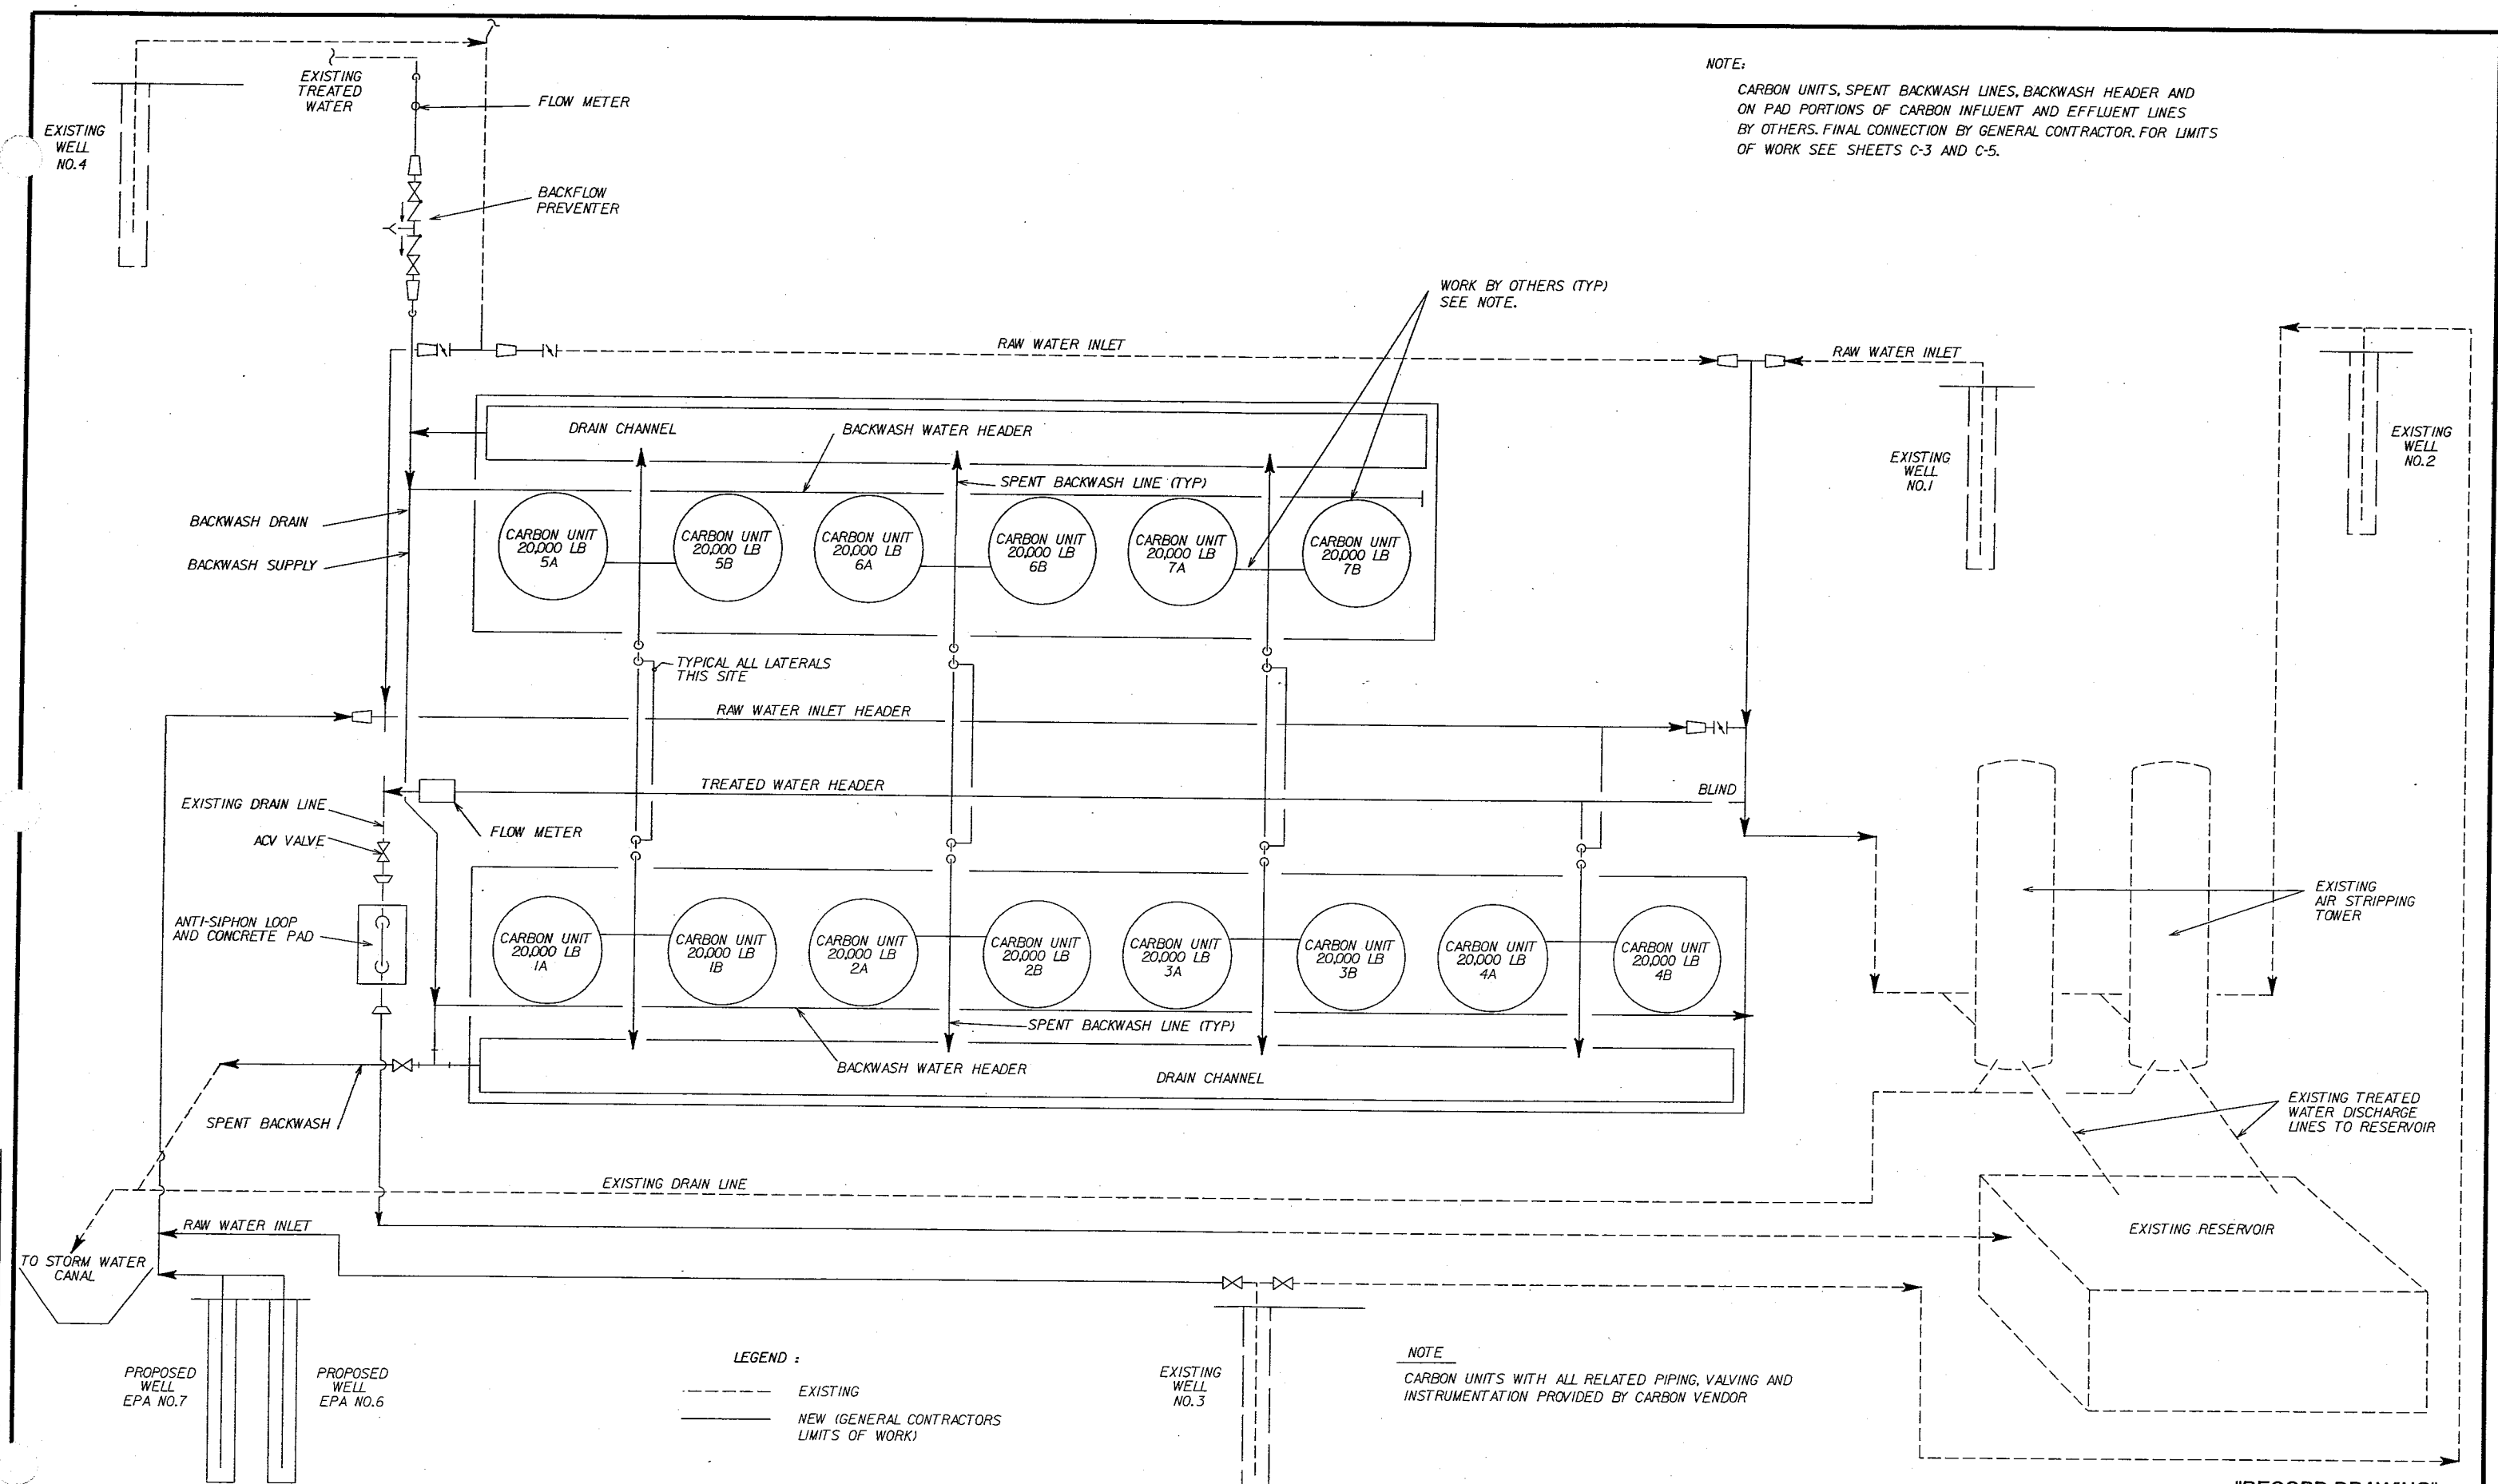 NOTE:
CARBON UNITS, SPENT BACKWASH LINES, BACKWASH HEADER AND
ON PAD PORTIONS OF CARBON INFLUENT AND EFFLUENT LINES
BY OTHERS. FINAL CONNECTION BY GENERAL CONTRACTOR. FOR LIMITS
OF WORK SEE SHEETS C-3 AND C-5.
EXISTING
TREATED
WATER
FLOW METER
EXISTING
WELL
NO.4
BACKFLOW
PREVENTER
WORK BY OTHERS (TYP)
SEE NOTE.
RAW WATER INLET
RAW WATER INLET
DRAIN CHANNEL
BACKWASH WATER HEADER
EXISTING
WELL
NO.1
EXISTING
WELL
NO.2
SPENT BACKWASH LINE (TYP)
BACKWASH DRAIN
BACKWASH SUPPLY
CARBON UNIT
20,000 LB
5A
CARBON UNIT
20,000 LB
5B
CARBON UNIT
20,000 LB
6A
CARBON UNIT
20,000 LB
6B
CARBON UNIT
20,000 LB
7A
CARBON UNIT
20,000 LB
7B
TYPICAL ALL LATERALS
THIS SITE
RAW WATER INLET HEADER
TREATED WATER HEADER
BLIND
EXISTING DRAIN LINE
FLOW METER
ACV VALVE
ANTI-SIPHON LOOP
AND CONCRETE PAD
EXISTING
AIR STRIPPING
TOWER
CARBON UNIT
20,000 LB
1A
CARBON UNIT
20,000 LB
1B
CARBON UNIT
20,000 LB
2A
CARBON UNIT
20,000 LB
2B
CARBON UNIT
20,000 LB
3A
CARBON UNIT
20,000 LB
3B
CARBON UNIT
20,000 LB
4A
CARBON UNIT
20,000 LB
4B
SPENT BACKWASH LINE (TYP)
BACKWASH WATER HEADER
DRAIN CHANNEL
SPENT BACKWASH
EXISTING TREATED
WATER DISCHARGE
LINES TO RESERVOIR
EXISTING DRAIN LINE
RAW WATER INLET
EXISTING RESERVOIR
TO STORM WATER
CANAL
PROPOSED
WELL
EPA NO.7
PROPOSED
WELL
EPA NO.6
LEGEND :
EXISTING
NEW (GENERAL CONTRACTORS
LIMITS OF WORK)
EXISTING
WELL
NO.3
NOTE
CARBON UNITS WITH ALL RELATED PIPING, VALVING AND
INSTRUMENTATION PROVIDED BY CARBON VENDOR
"RECORD DRAWING"